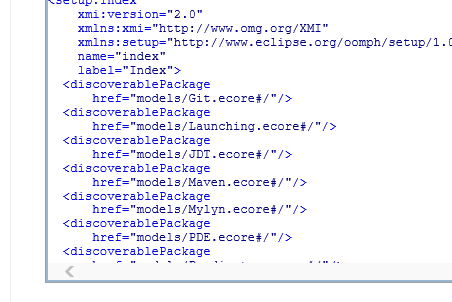 <setup:Index
xmi:version="2.0"
xmlns:xmi="http://www.omg.org/XMI"
xmlns:setup="http://www.eclipse.org/oomph/setup/1.0
name="index"
label="Index">
<discoverablePackage
href="models/Git.ecore#/"/>
<discoverablePackage
href="models/Launching.ecore#/"/>
<discoverablePackage
href="models/JDT.ecore#/"/>
<discoverablePackage
href="models/Maven.ecore#/"/>
<discoverablePackage
href="models/Mylyn.ecore#/"/>
<discoverablePackage
href="models/PDE.ecore#/"/>
<discoverablePackage